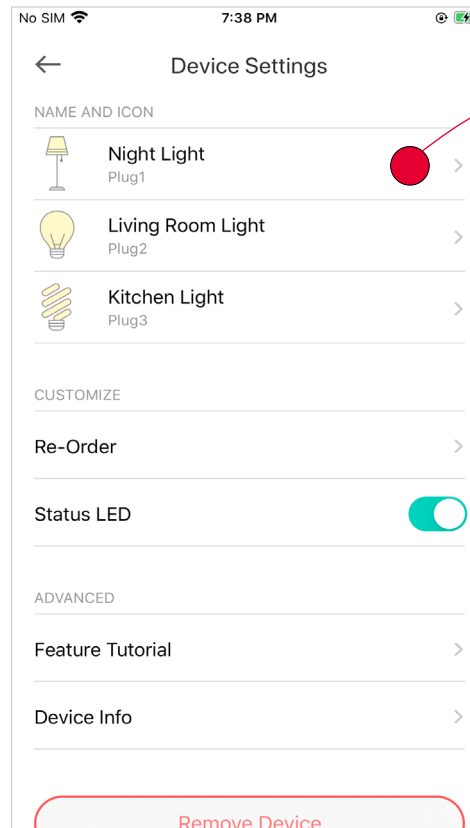 No SIM 7:38 PM
Device Settings
NAME AND ICON
Night Light
Plug1
Living Room Light
Plug2
Kitchen Light
Plug3
CUSTOMIZE
Re-Order
Status LED
ADVANCED
Feature Tutorial
Device Info
Remove Device